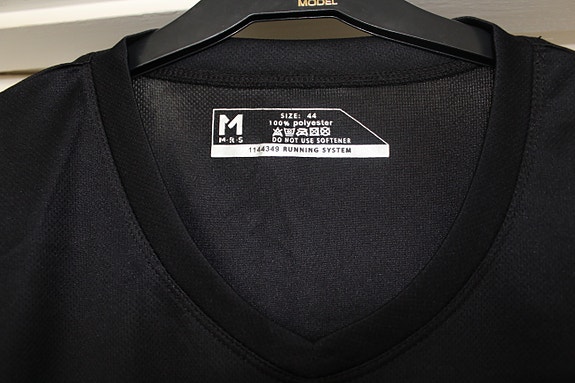 MODEL
M
M·R·S
SIZE: 44
100% polyester
DO NOT USE SOFTENER
1144349 RUNNING SYSTEM